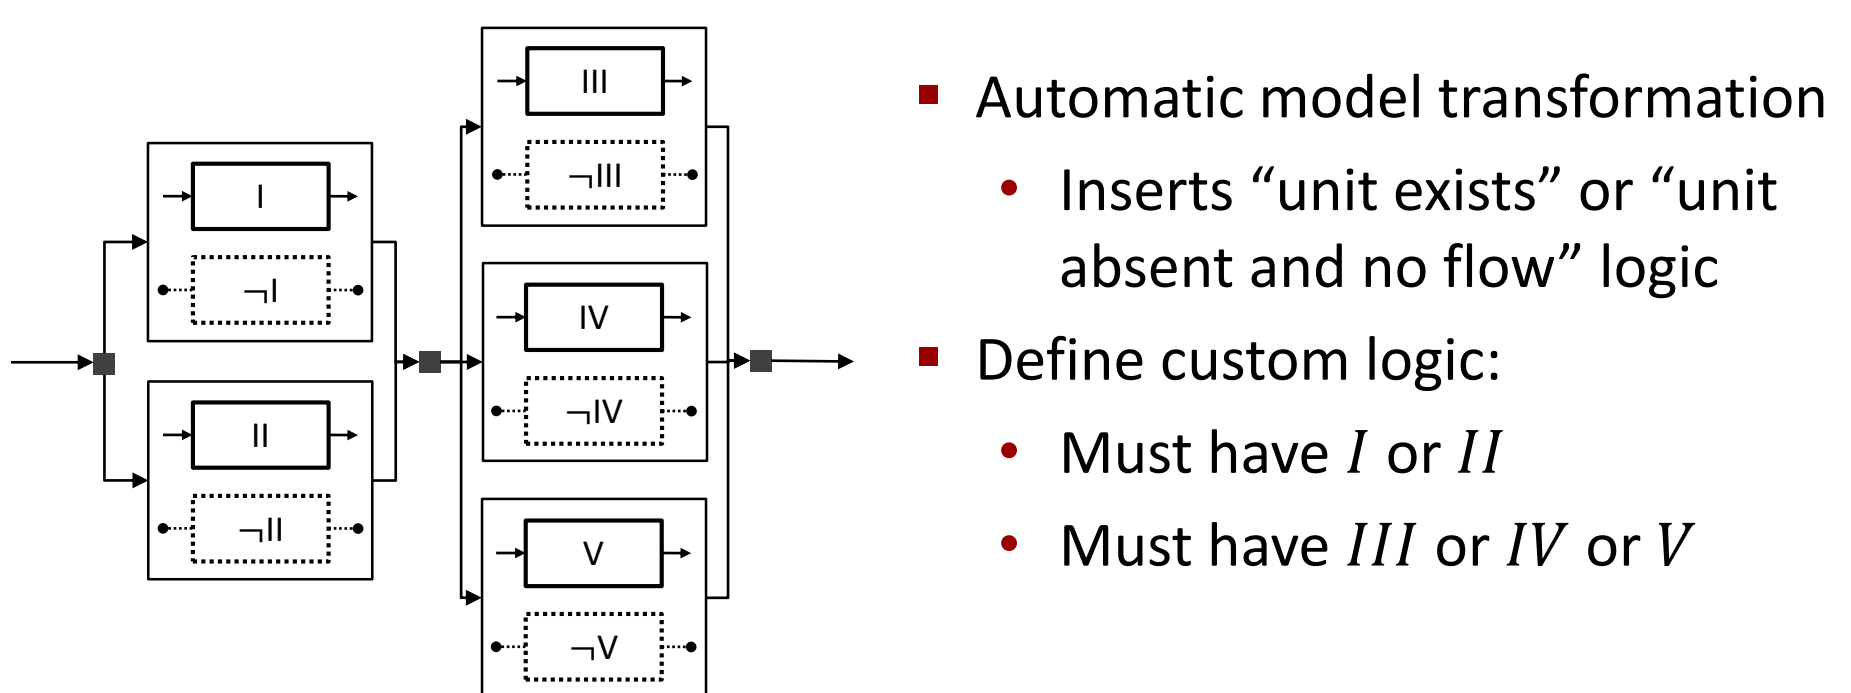 I
¬I
II
¬II
III
¬III
IV
¬IV
V
¬V
Automatic model transformation
Inserts “unit exists” or “unit
absent and no flow” logic
Define custom logic:
Must have I or II
Must have III or IV or V